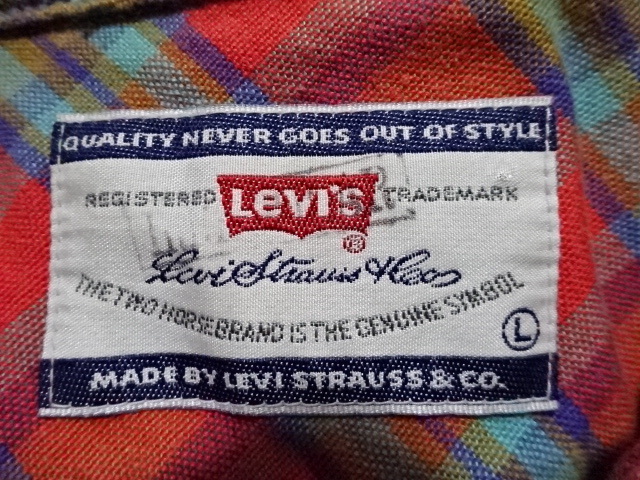 QUALITY NEVER GOES OUT OF STYLE
REGISTERED Levi's ® TRADEMARK
Levi Strauss & Co
THE TWO HORSE BRAND IS THE GENUINE SYMBOL
L
MADE BY LEVI STRAUSS & CO.